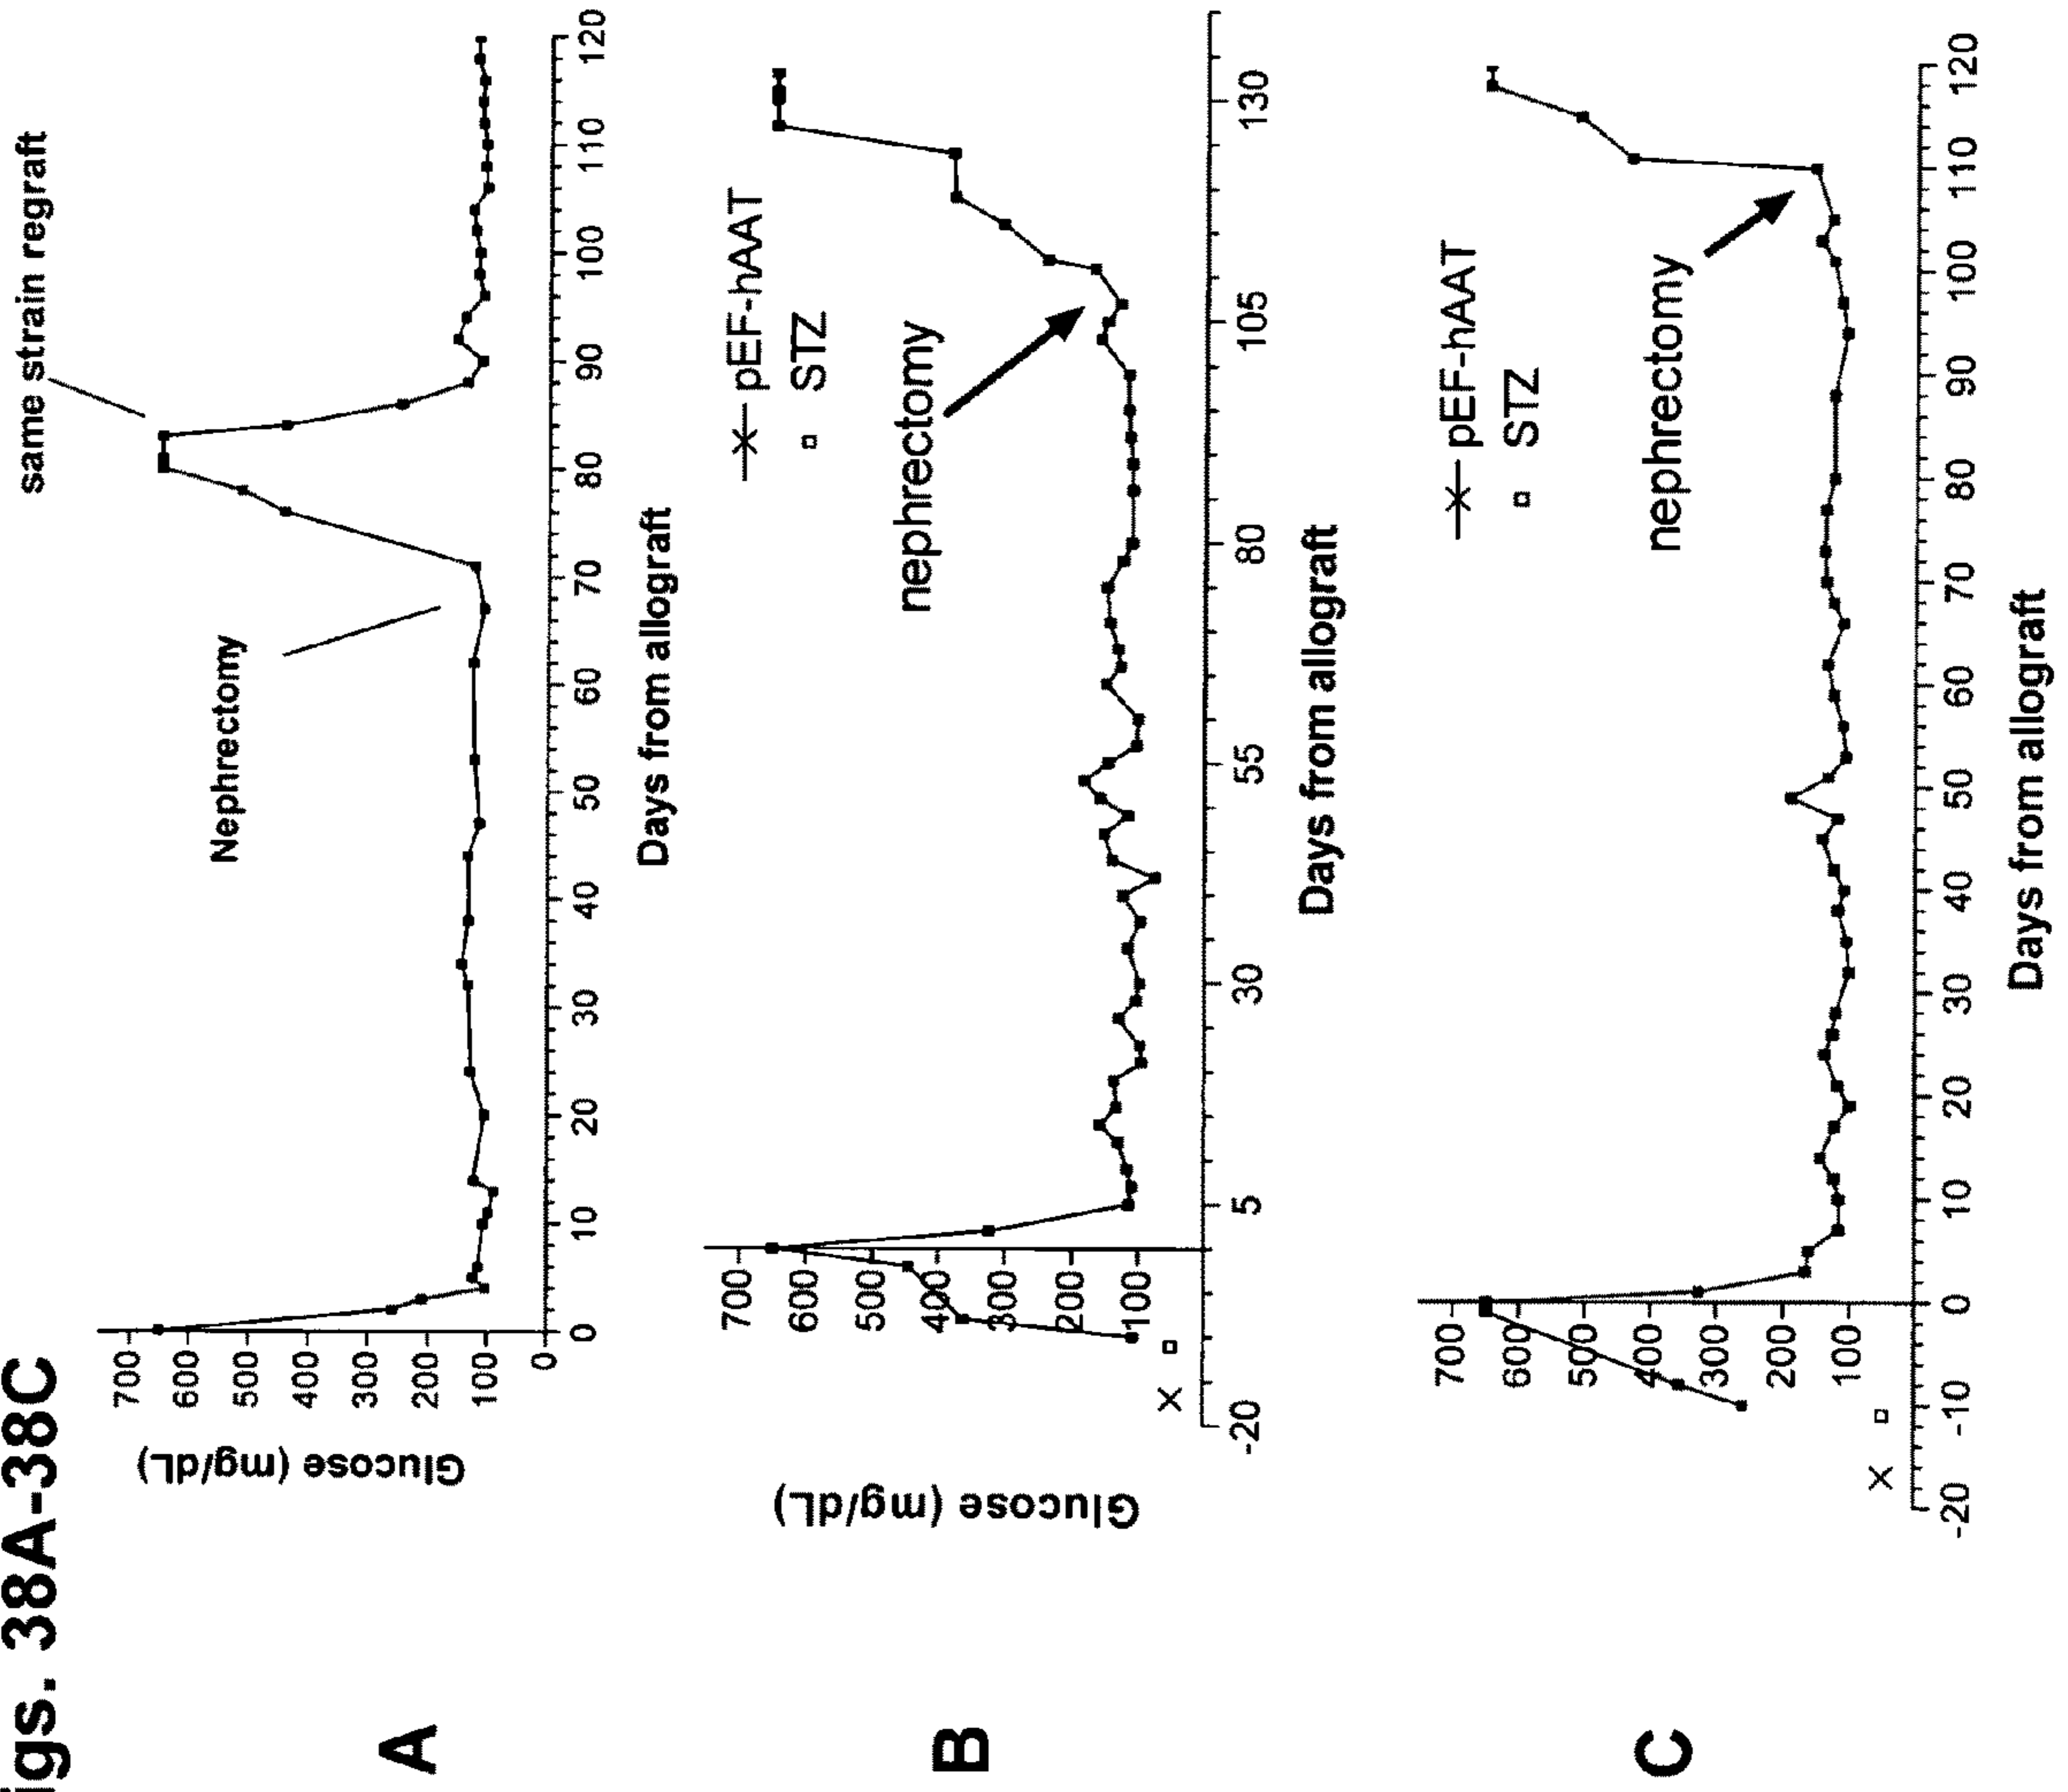 igs. 38A-38C
A
Glucose (mg/dL)
700
600
500
400
300
200
100
0
0 10 20 30 40 50 60 70 80 90 100 110 120
Days from allograft
Nephrectomy
same strain regraft
B
Glucose (mg/dL)
700
600
500
400
300
200
100
-20 5 30 55 80 105 130
Days from allograft
nephrectomy
pEF-hAAT
STZ
C
700
600
500
400
300
200
100
-20 -10 0 10 20 30 40 50 60 70 80 90 100 110 120
Days from allograft
nephrectomy
pEF-hAAT
STZ